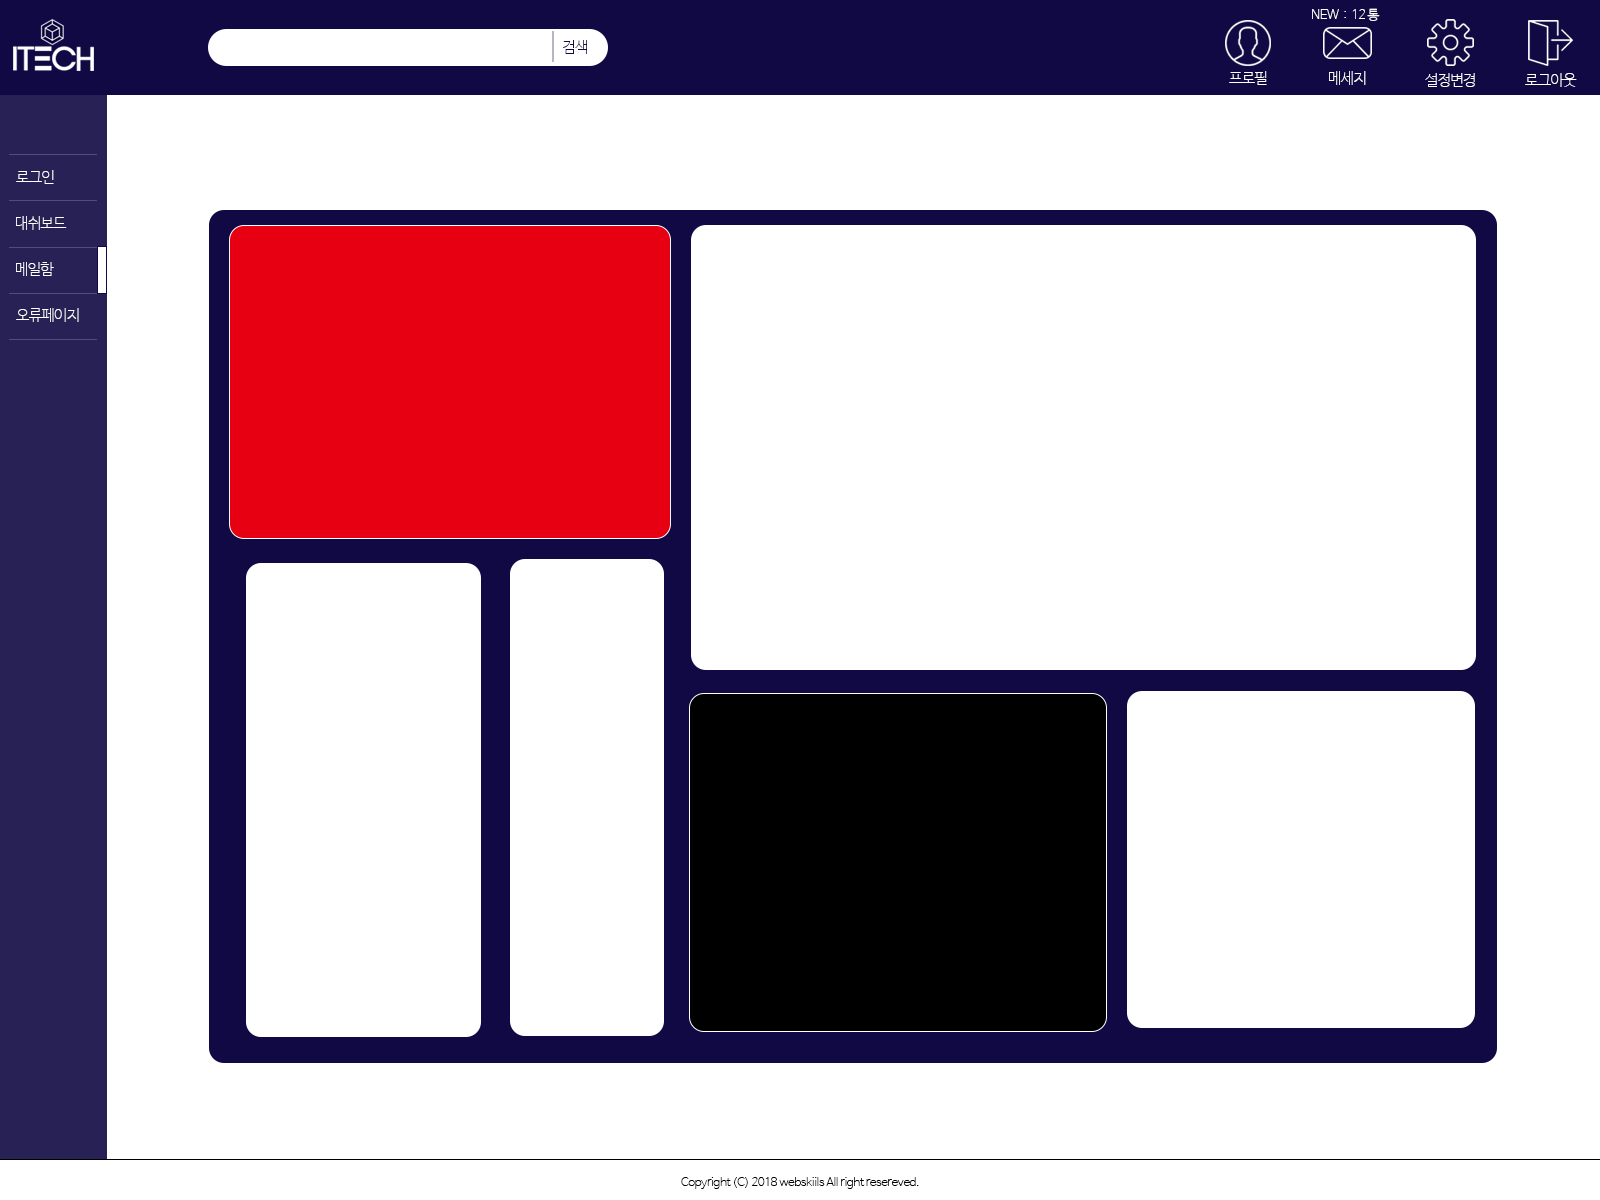 ITECH
검색
NEW : 12통
프로필
메세지
설정변경
로그아웃
로그인
대쉬보드
메일함
오류페이지
Copyright (C) 2018 webskiils All right resereved.